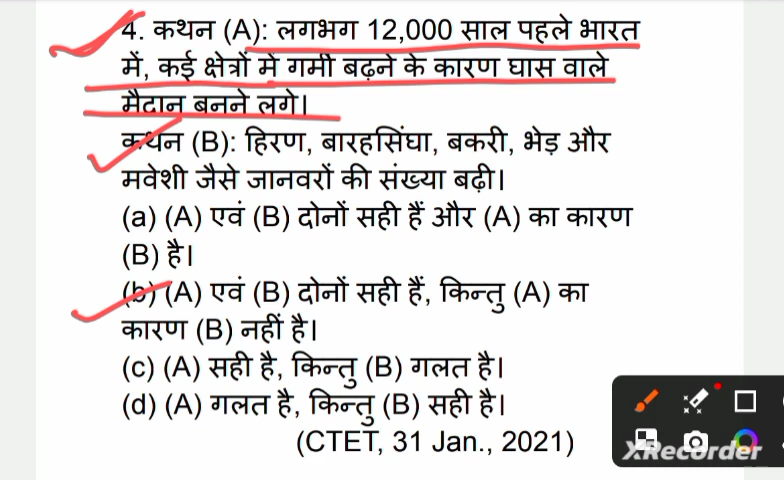 4. कथन (A): लगभग 12,000 साल पहले भारत
में, कई क्षेत्रों में गर्मी बढ़ने के कारण घास वाले
मैदान बनने लगे।
कथन (B): हिरण, बारहसिंघा, बकरी, भेड़ और
मवेशी जैसे जानवरों की संख्या बढ़ी।
(a) (A) एवं (B) दोनों सही हैं और (A) का कारण
(B) है।
(b) (A) एवं (B) दोनों सही हैं, किन्तु (A) का
कारण (B) नहीं है।
(c) (A) सही है, किन्तु (B) गलत है।
(d) (A) गलत है, किन्तु (B) सही है।
(CTET, 31 Jan., 2021)
XRecorder